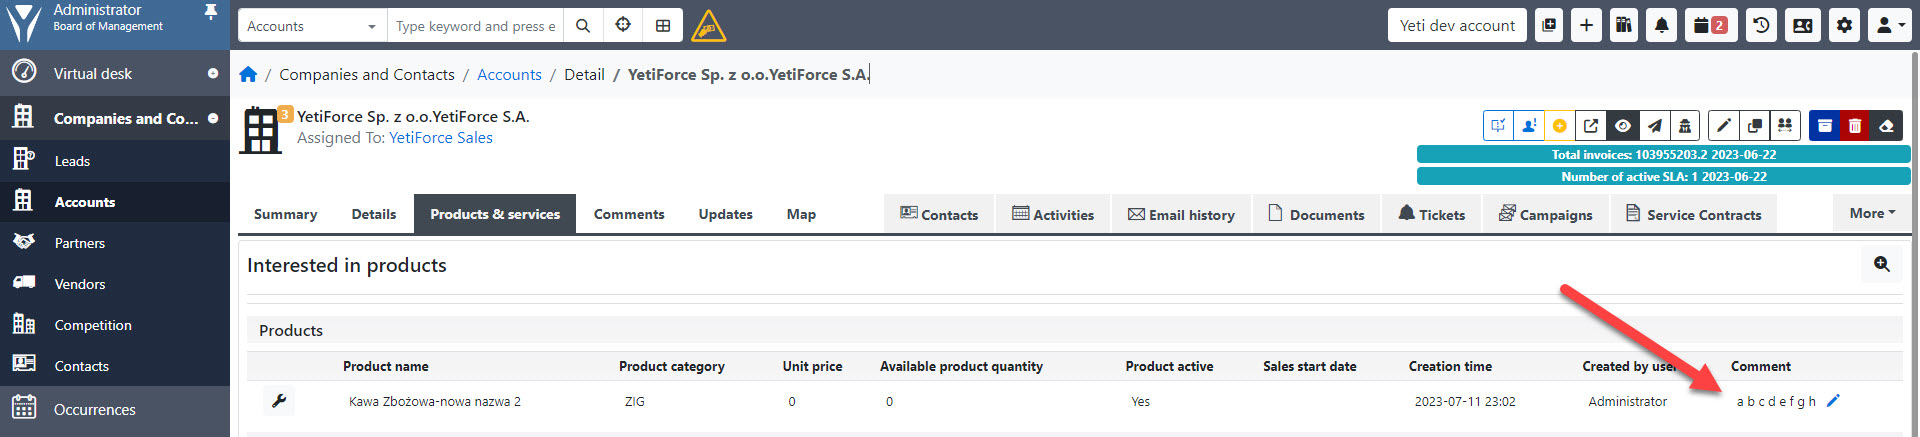 Administrator
Board of Management
Accounts
Type keyword and press e
Yeti dev account
2
Virtual desk
/ Companies and Contacts / Accounts / Detail / YetiForce Sp. z o.o.YetiForce S.A.
Companies and Co...
3
YetiForce Sp. z o.o.YetiForce S.A.
Assigned To: YetiForce Sales
Total invoices: 103955203.2 2023-06-22
Number of active SLA: 1 2023-06-22
Leads
Accounts
Partners
Vendors
Competition
Contacts
Occurrences
Summary Details Products & services Comments Updates Map Contacts Activities Email history Documents Tickets Campaigns Service Contracts More
Interested in products
Products
Product name Product category Unit price Available product quantity Product active Sales start date Creation time Created by user Comment
Kawa Zbożowa-nowa nazwa 2 ZIG 0 0 Yes 2023-07-11 23:02 Administrator a b c d e f g h